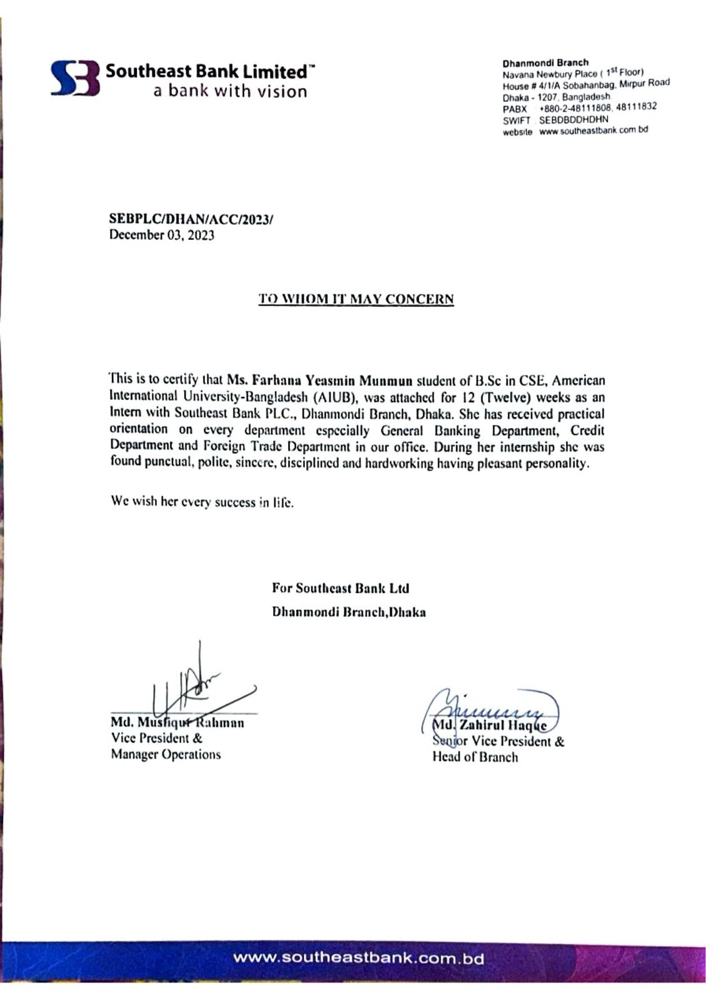 Southeast Bank Limited™
a bank with vision
Dhanmondi Branch
Navana Newbury Place ( 1st Floor)
House # 4/1/A Sobahanbag, Mirpur Road
Dhaka - 1207, Bangladesh
PABX +880-2-48111808, 48111832
SWIFT SEBDBDDHDHN
website www southeastbank com bd
SEBPLC/DHAN/ACC/2023/
December 03, 2023
TO WHOM IT MAY CONCERN
This is to certify that Ms. Farhana Yeasmin Munmun student of B.Sc in CSE, American
International University-Bangladesh (AIUB), was attached for 12 (Twelve) weeks as an
Intern with Southeast Bank PLC., Dhanmondi Branch, Dhaka. She has received practical
orientation on every department especially General Banking Department, Credit
Department and Foreign Trade Department in our office. During her internship she was
found punctual, polite, sincere, disciplined and hardworking having pleasant personality.
We wish her every success in life.
For Southeast Bank Ltd
Dhanmondi Branch,Dhaka
Md. Musfiqur Rahman
Vice President &
Manager Operations
Md. Zahirul Haque
Senior Vice President &
Head of Branch
www.southeastbank.com.bd